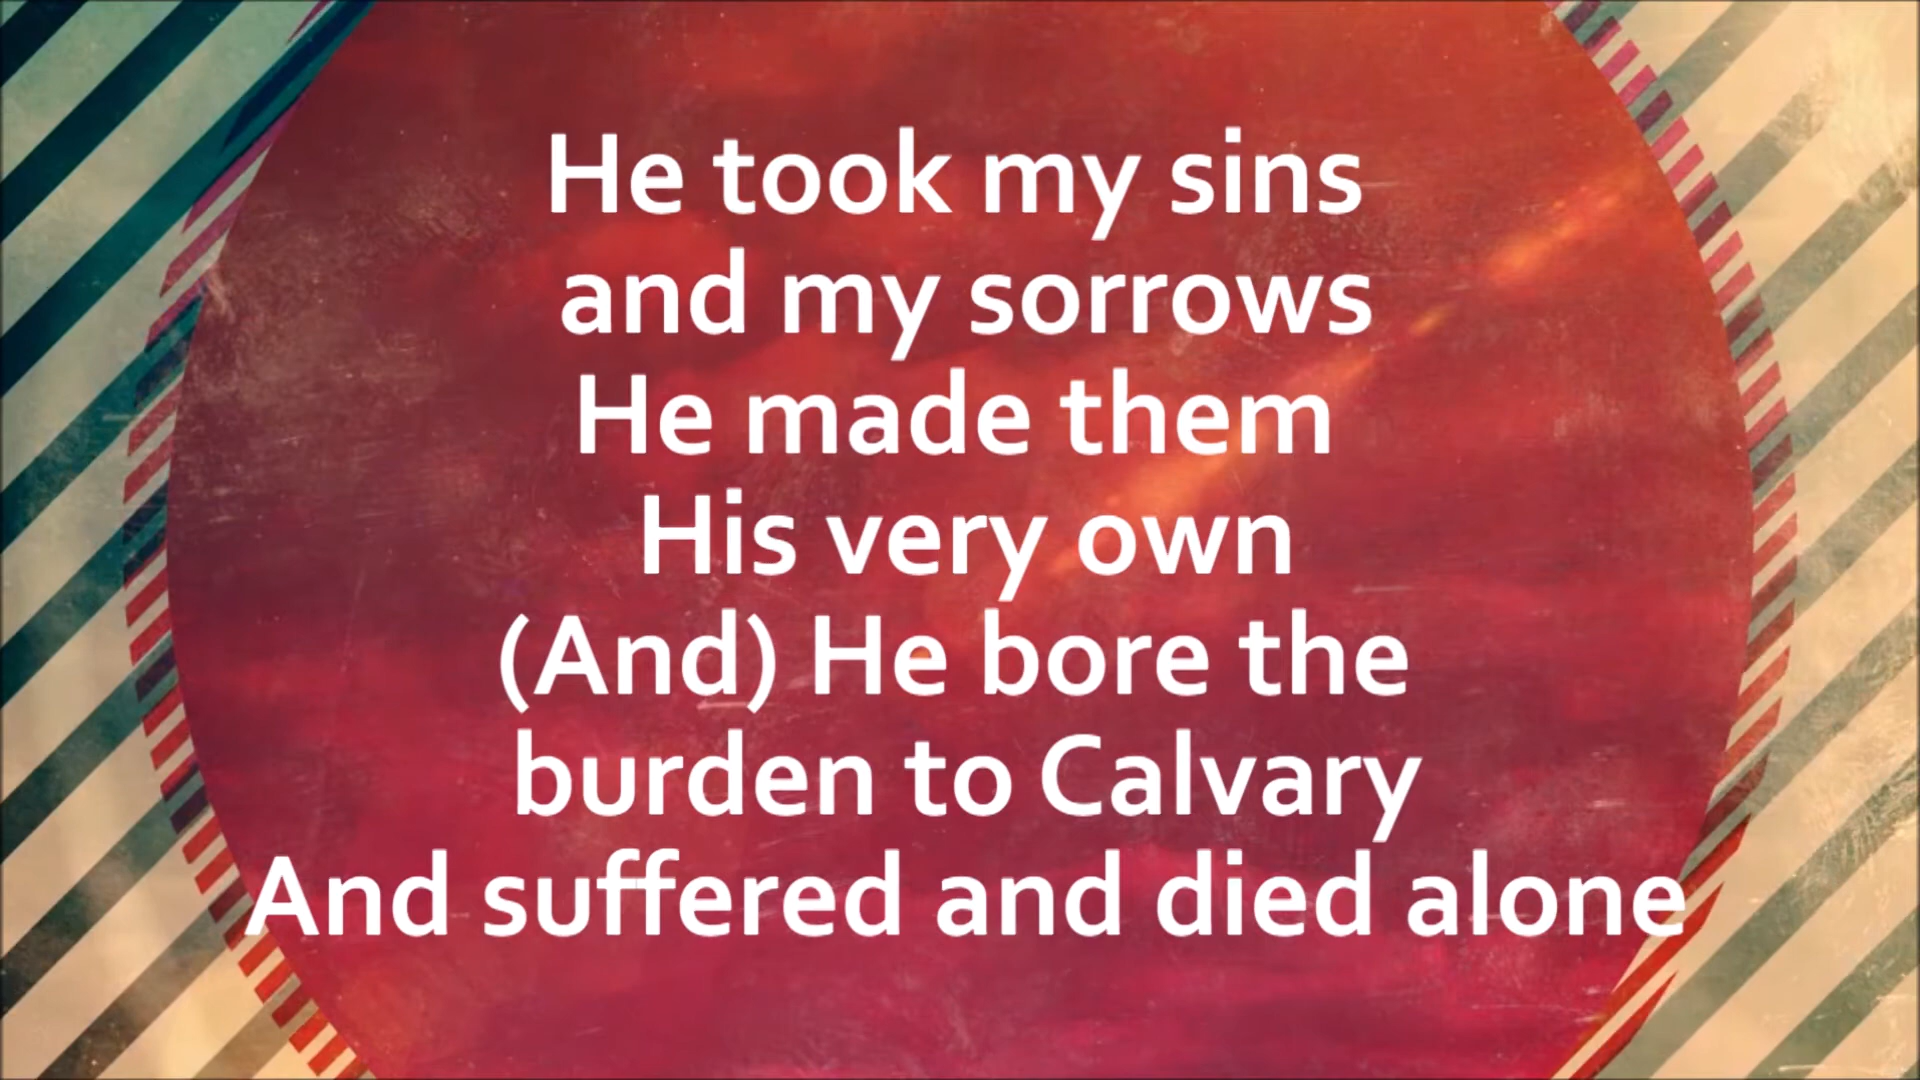 He took my sins
and my sorrows
He made them
His very own
(And) He bore the
burden to Calvary
And suffered and died alone